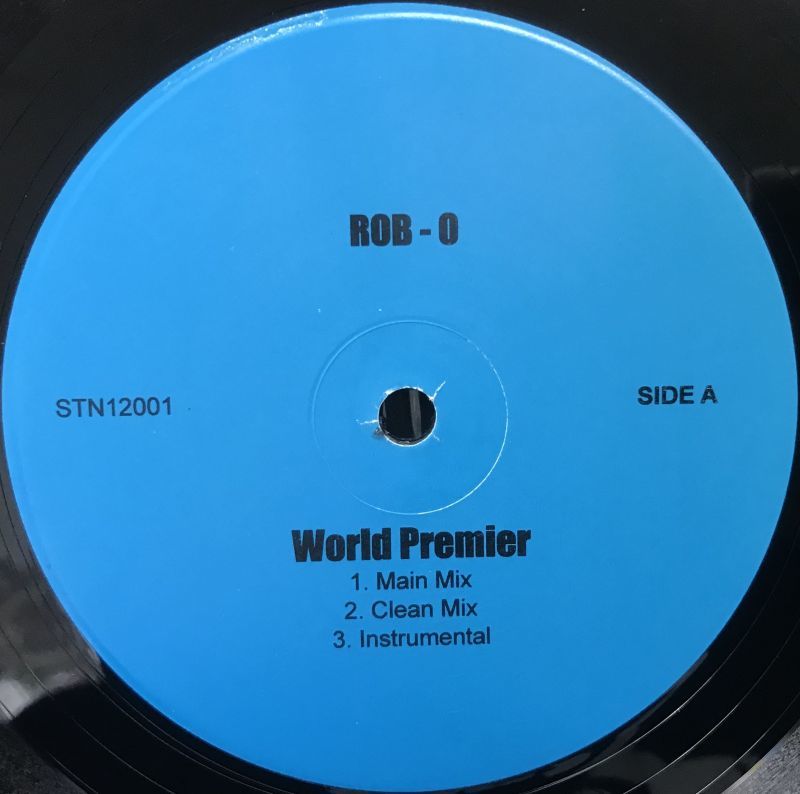 ROB - O
STN12001
SIDE A
World Premier
1. Main Mix
2. Clean Mix
3. Instrumental